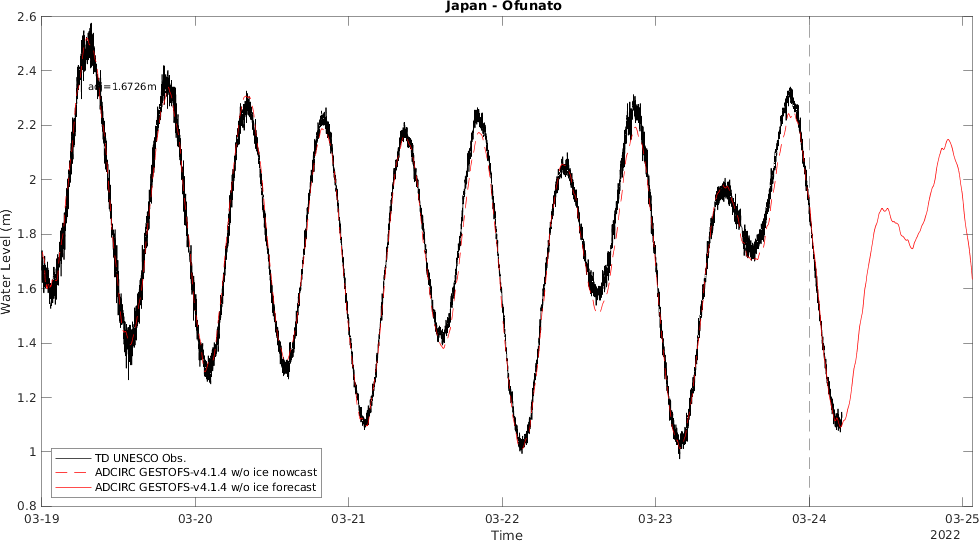 Japan - Ofunato
2.6
2.4
2.2
2
1.8
1.6
1.4
1.2
1
0.8
Water Level (m)
adj=1.6726m
TD UNESCO Obs.
ADCIRC GESTOFS-v4.1.4 w/o ice nowcast
ADCIRC GESTOFS-v4.1.4 w/o ice forecast
03-19
03-20
03-21
03-22
03-23
03-24
03-25
Time
2022